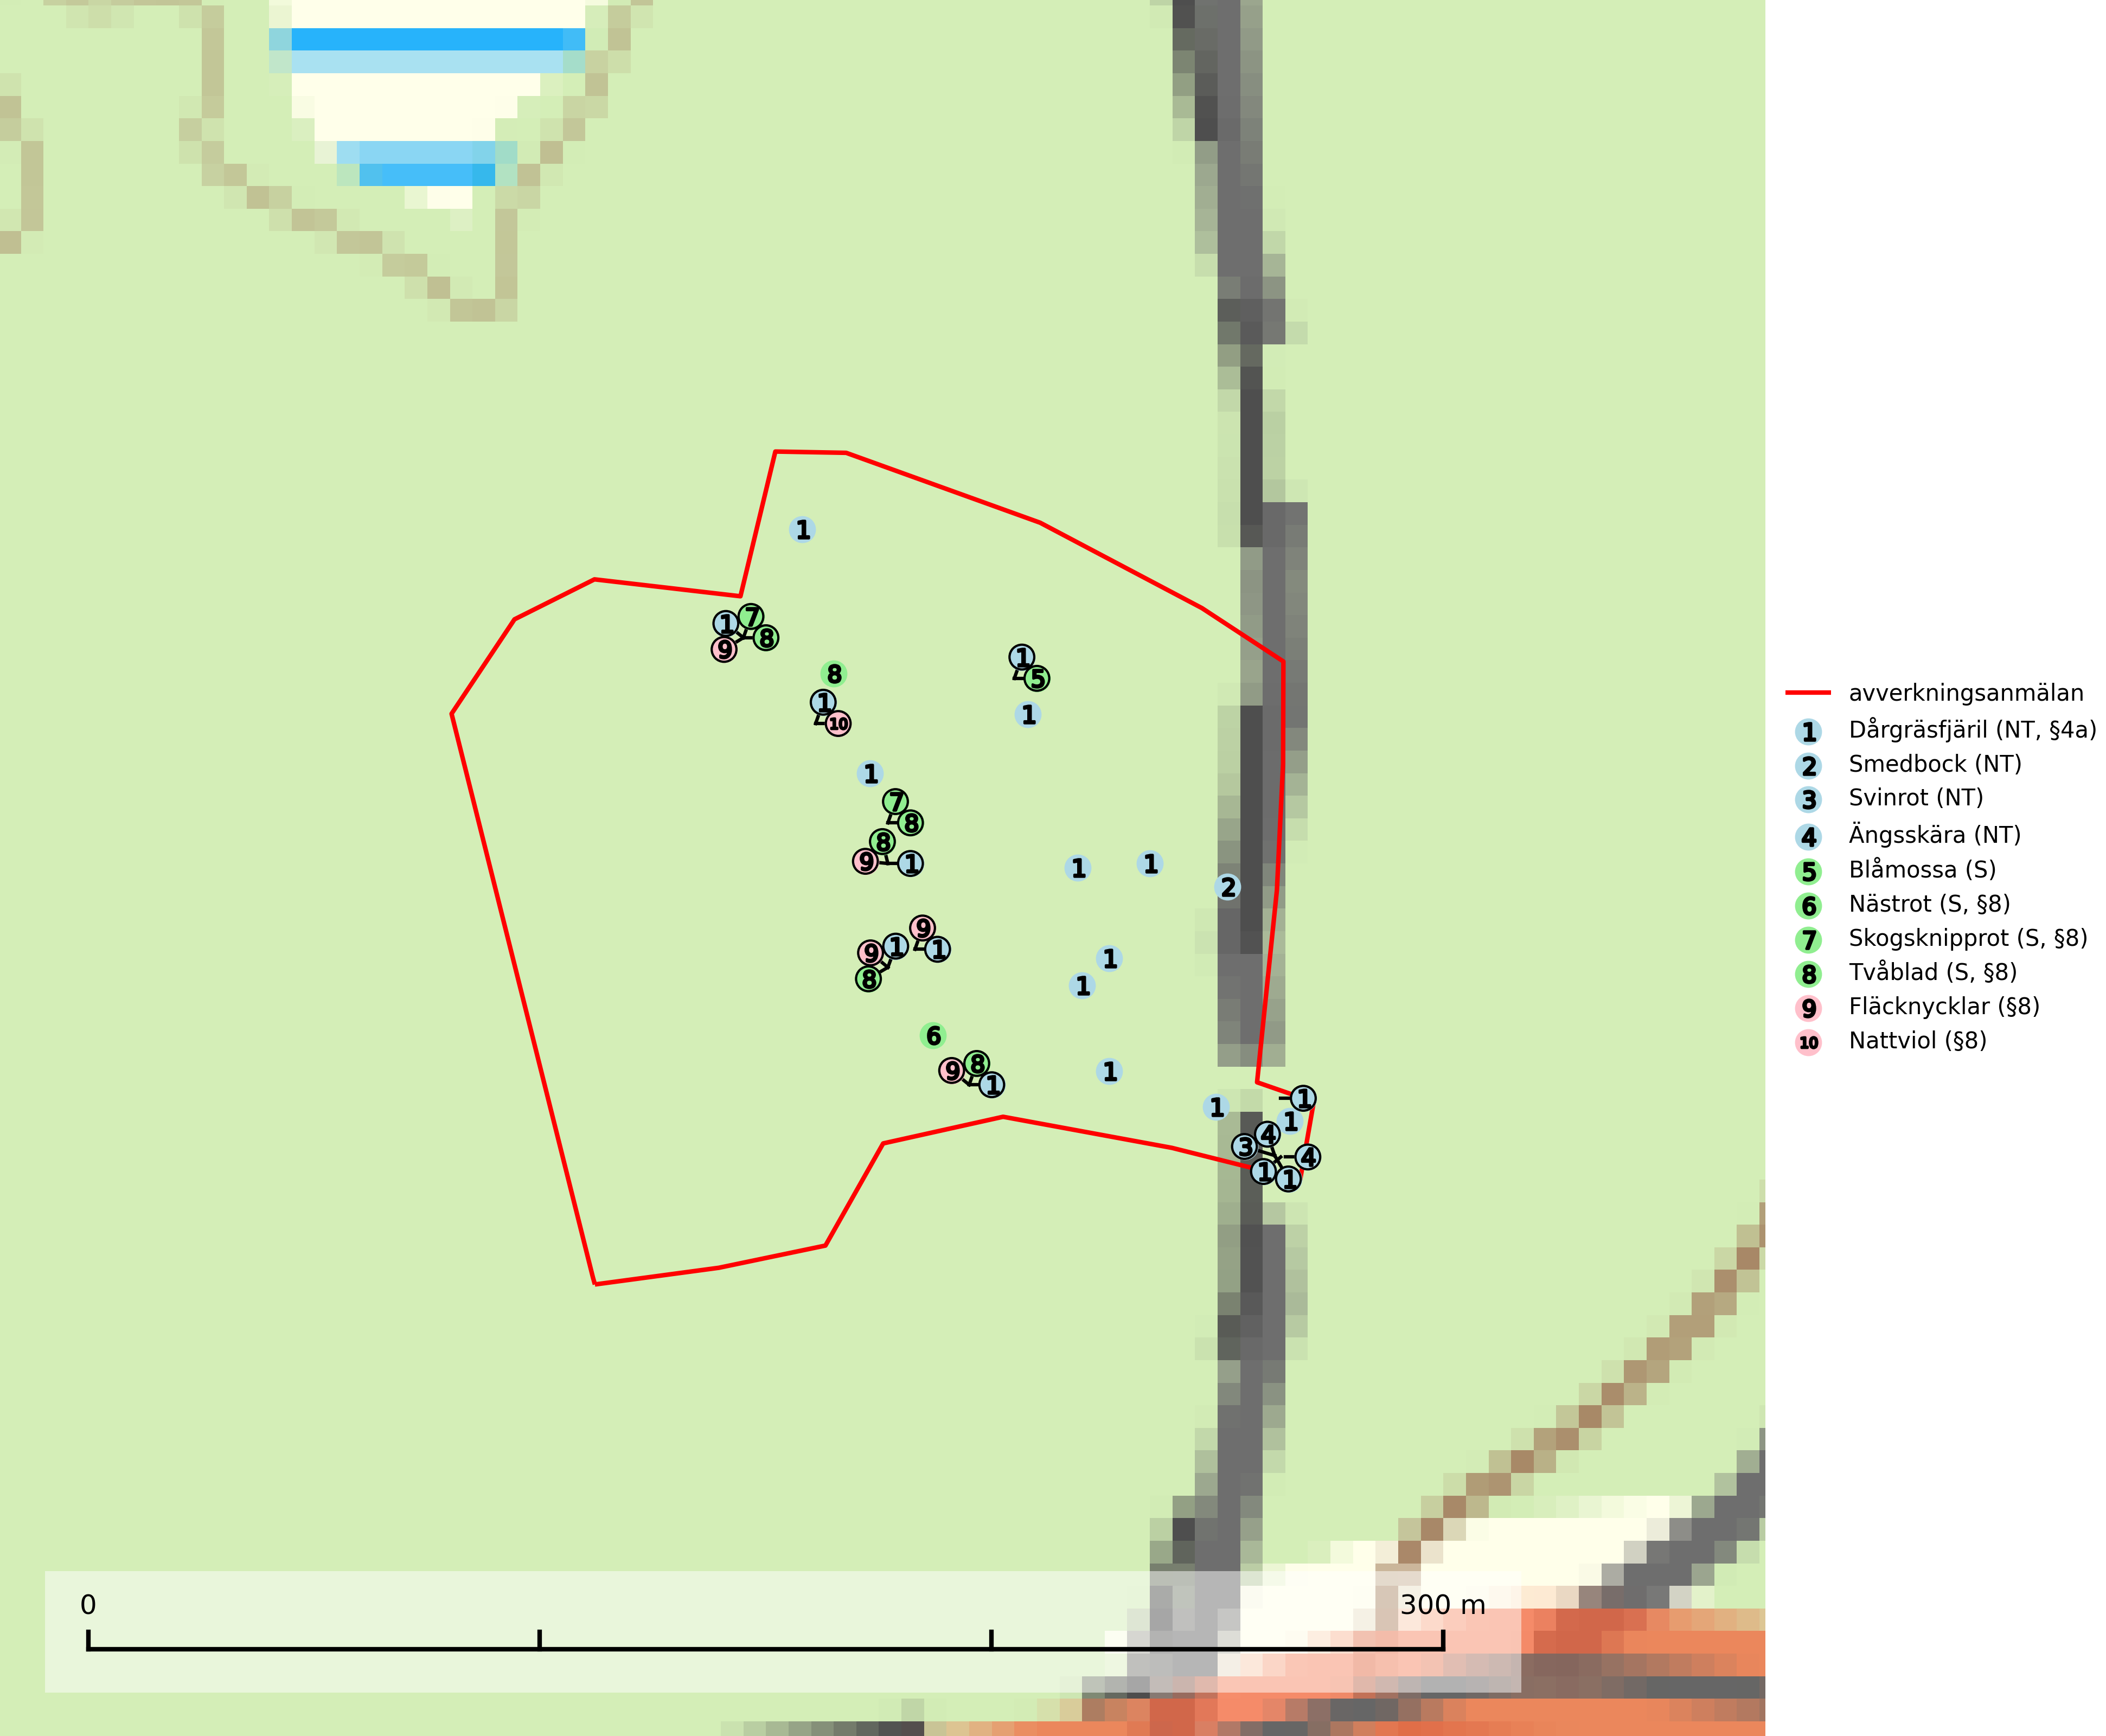 1
1 7
9 8
1
5
8
1
10
1
1
7
8
8
9 1
1 1
2
9
9 1 1
8
1
1
6
9 8
1
1
1
1
1
4
3
4
1 1
0 300 m
avverkningsanmälan
1 Dårgräsfjäril (NT, §4a)
2 Smedbock (NT)
3 Svinrot (NT)
4 Ängsskära (NT)
5 Blåmossa (S)
6 Nästrot (S, §8)
7 Skogsknipprot (S, §8)
8 Tvåblad (S, §8)
9 Fläcknycklar (§8)
10 Nattviol (§8)